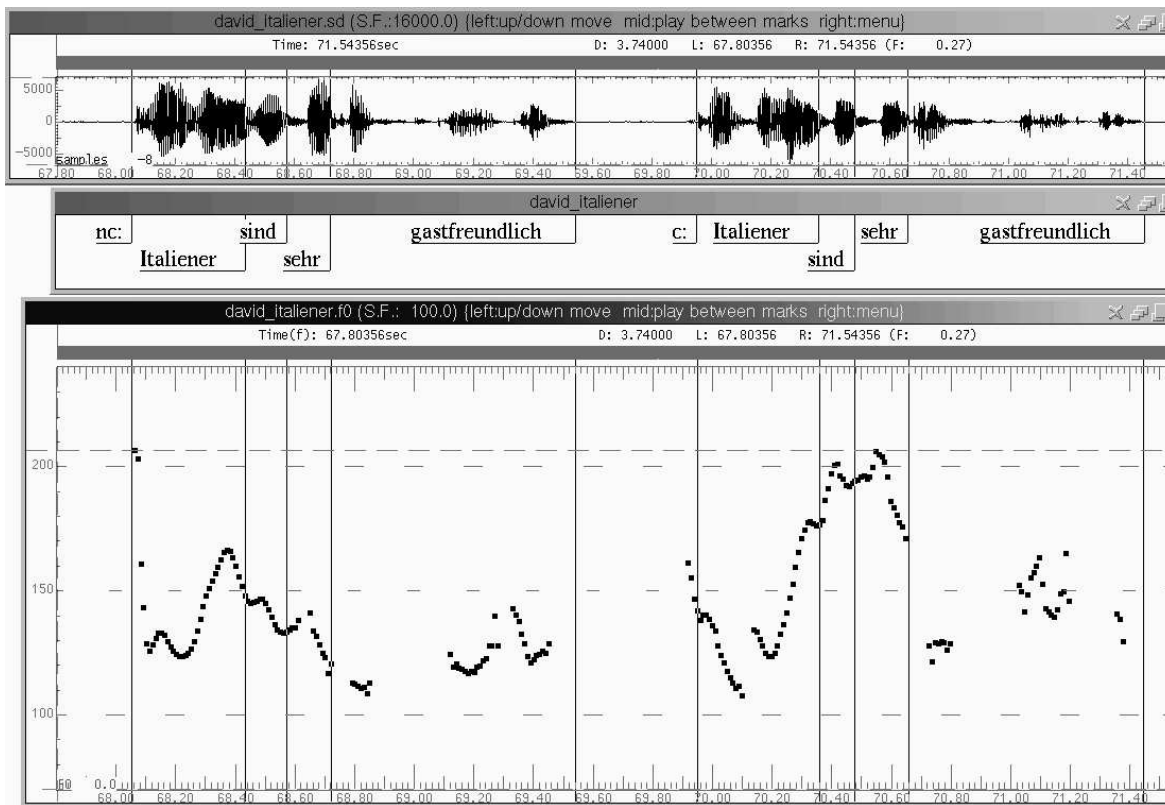 david_italiener.sd (S.F.:16000.0) {left:up/down move mid:play between marks right:menu}
Time: 71.54356sec D: 3.74000 L: 67.80356 R: 71.54356 (F: 0.27)
5000
0
-5000
samples -8
67.80 68.00 68.20 68.40 68.60 68.80 69.00 69.20 69.40 69.60 69.80 70.00 70.20 70.40 70.60 70.80 71.00 71.20 71.40
david_italiener
nc: sind gastfreundlich c: Italiener sehr gastfreundlich
Italiener sehr sind
david_italiener.f0 (S.F.: 100.0) {left:up/down move mid:play between marks right:menu}
Time(f): 67.80356sec D: 3.74000 L: 67.80356 R: 71.54356 (F: 0.27)
200
150
100
0.0 68.00 68.20 68.40 68.60 68.80 69.00 69.20 69.40 69.60 69.80 70.00 70.20 70.40 70.60 70.80 71.00 71.20 71.40